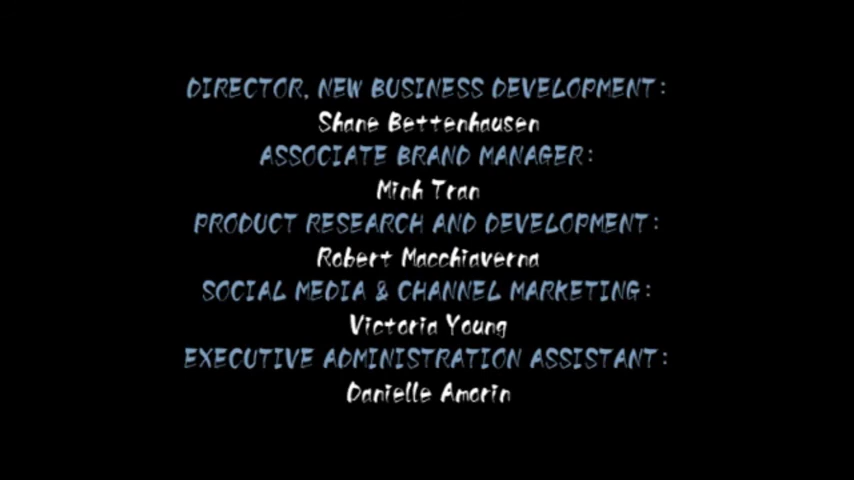 DIRECTOR, NEW BUSINESS DEVELOPMENT:
Shane Bettenhausen
ASSOCIATE BRAND MANAGER:
Minh Tran
PRODUCT RESEARCH AND DEVELOPMENT:
Robert Macchiaverna
SOCIAL MEDIA & CHANNEL MARKETING:
Victoria Young
EXECUTIVE ADMINISTRATION ASSISTANT:
Danielle Amorin